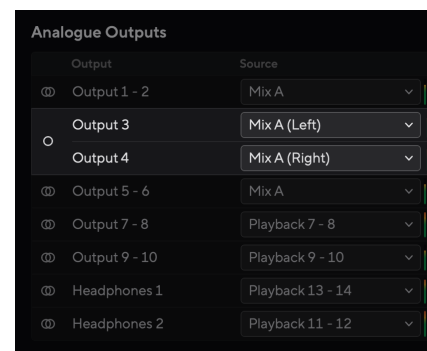 Analogue Outputs
Output Source
Output 1 - 2 Mix A
Output 3 Mix A (Left)
Output 4 Mix A (Right)
Output 5 - 6 Mix A
Output 7 - 8 Playback 7 - 8
Output 9 - 10 Playback 9 - 10
Headphones 1 Playback 13 - 14
Headphones 2 Playback 11 - 12